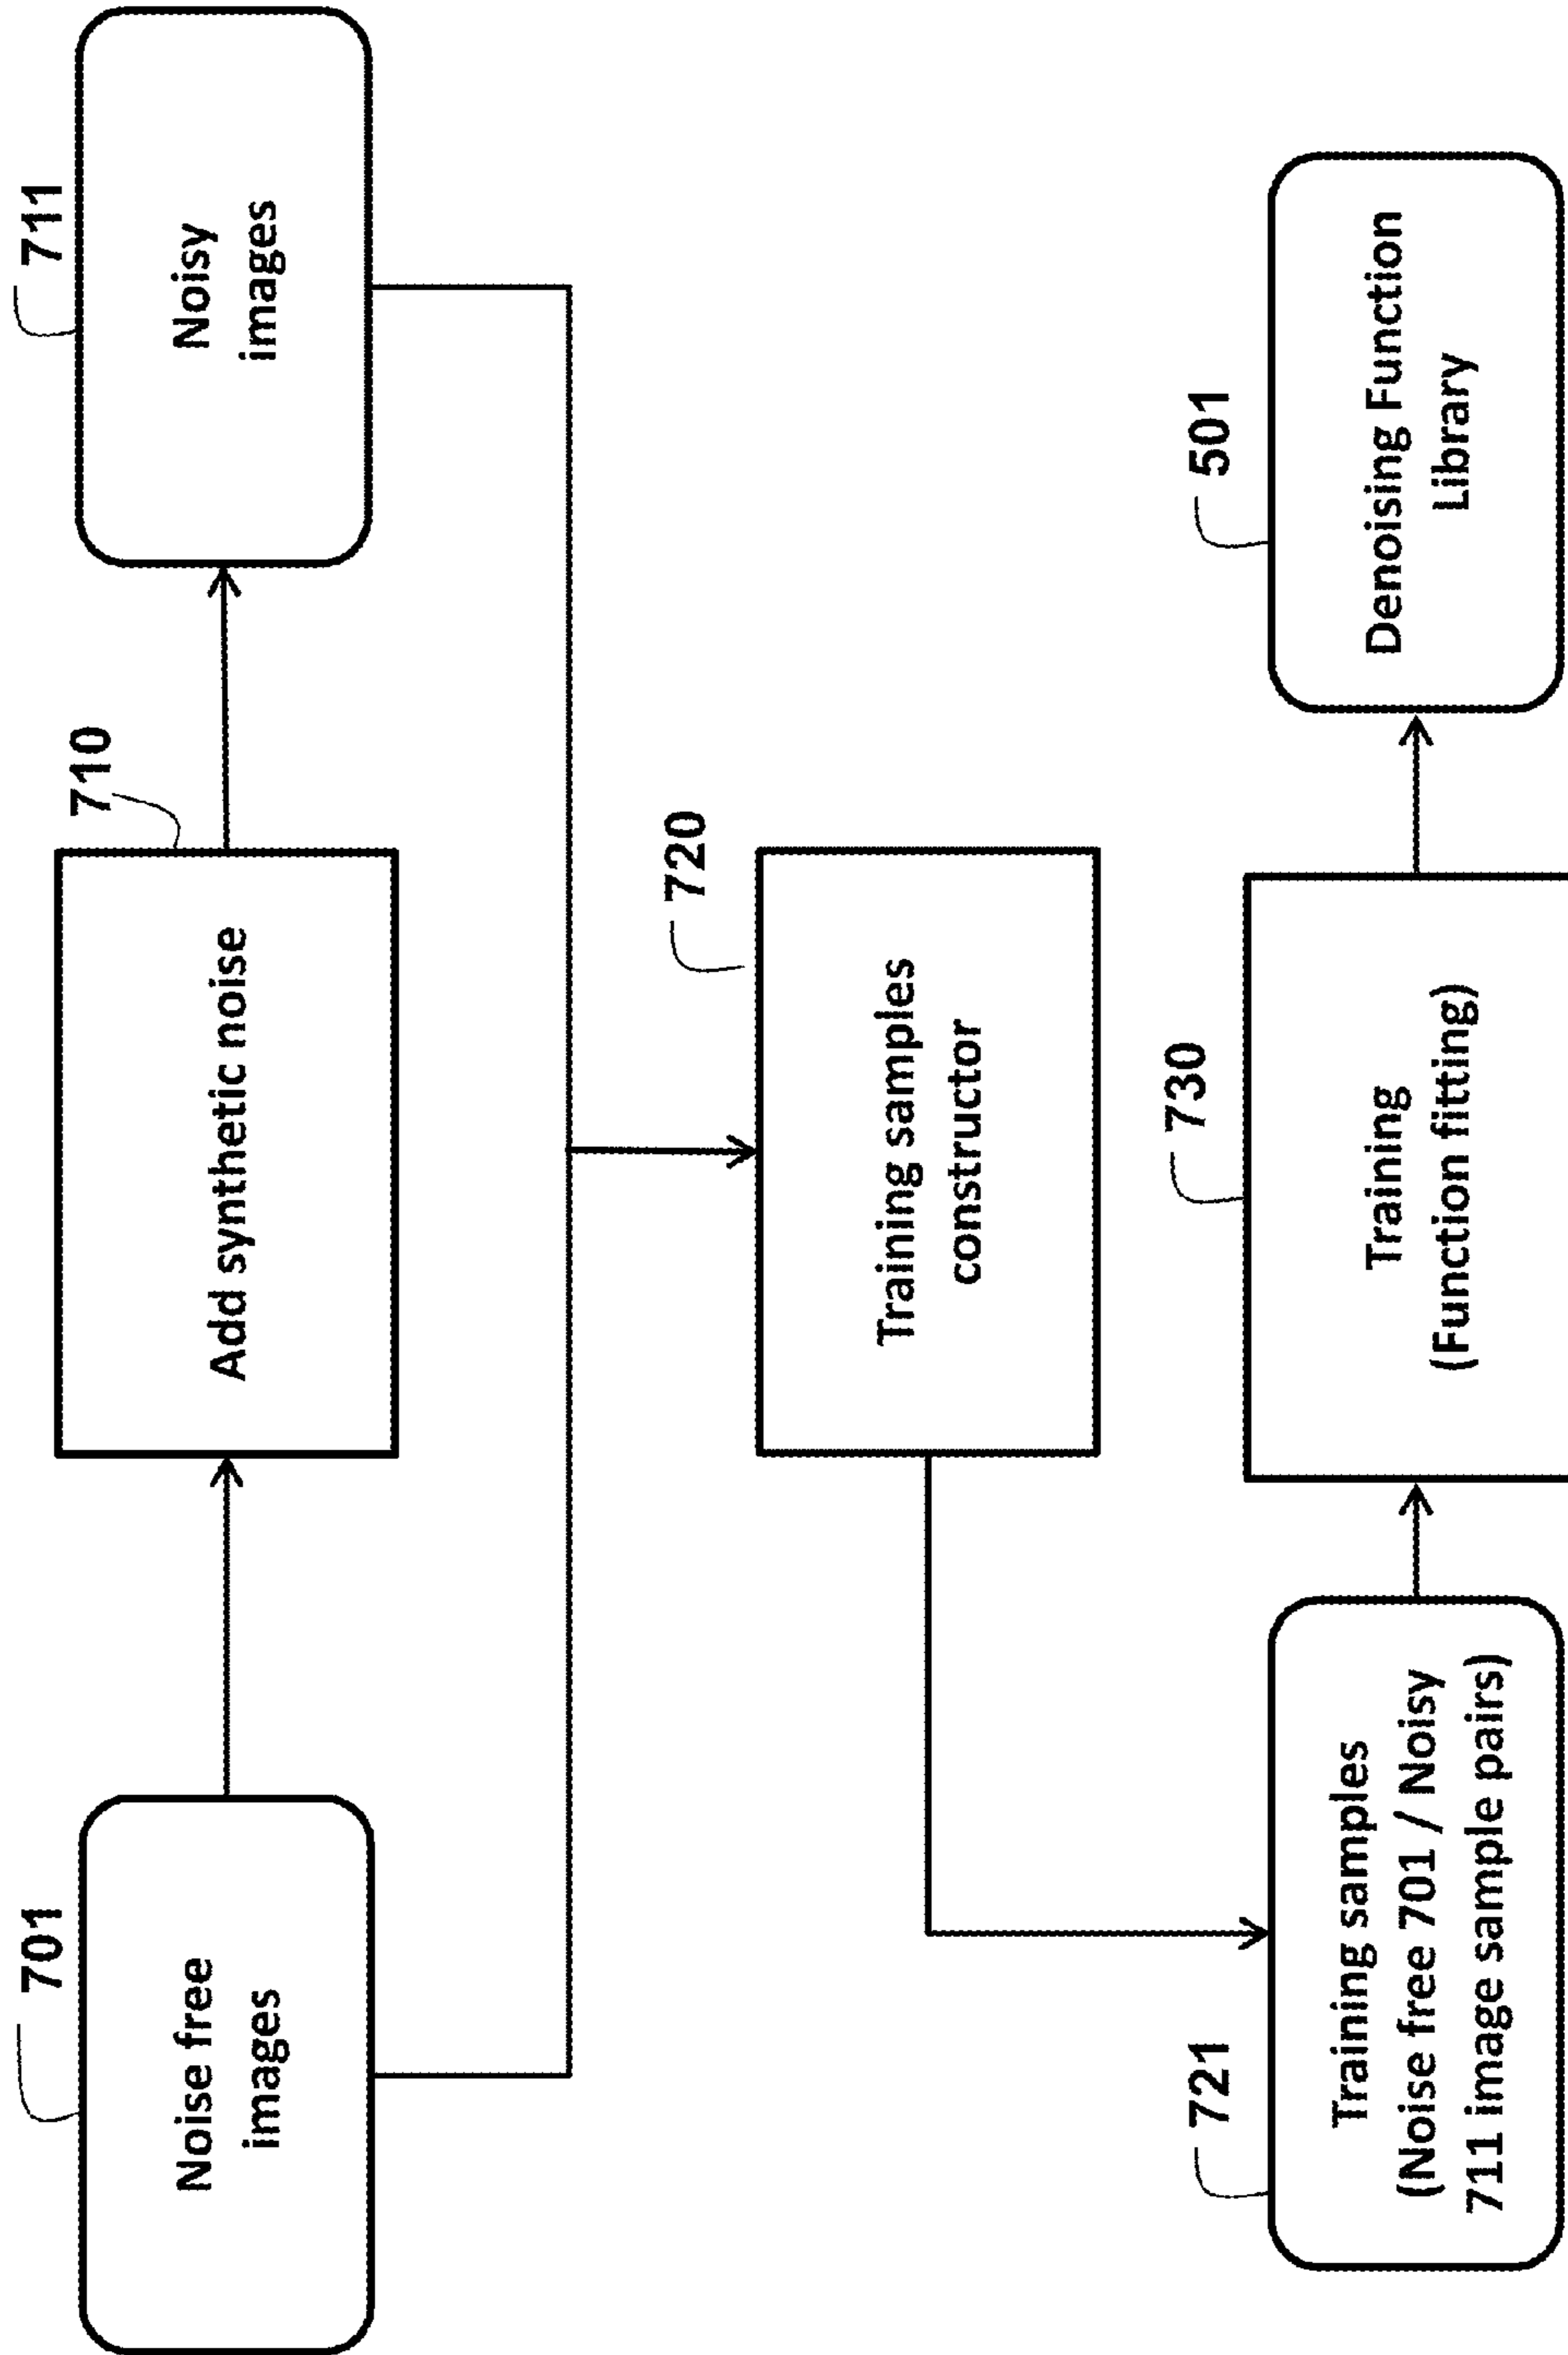 701
Noise free
images
710
Add synthetic noise
711
Noisy
images
720
Training samples
constructor
721
Training samples
(Noise free 701 / Noisy
711 image sample pairs)
730
Training
(Function fitting)
501
Denoising Function
Library